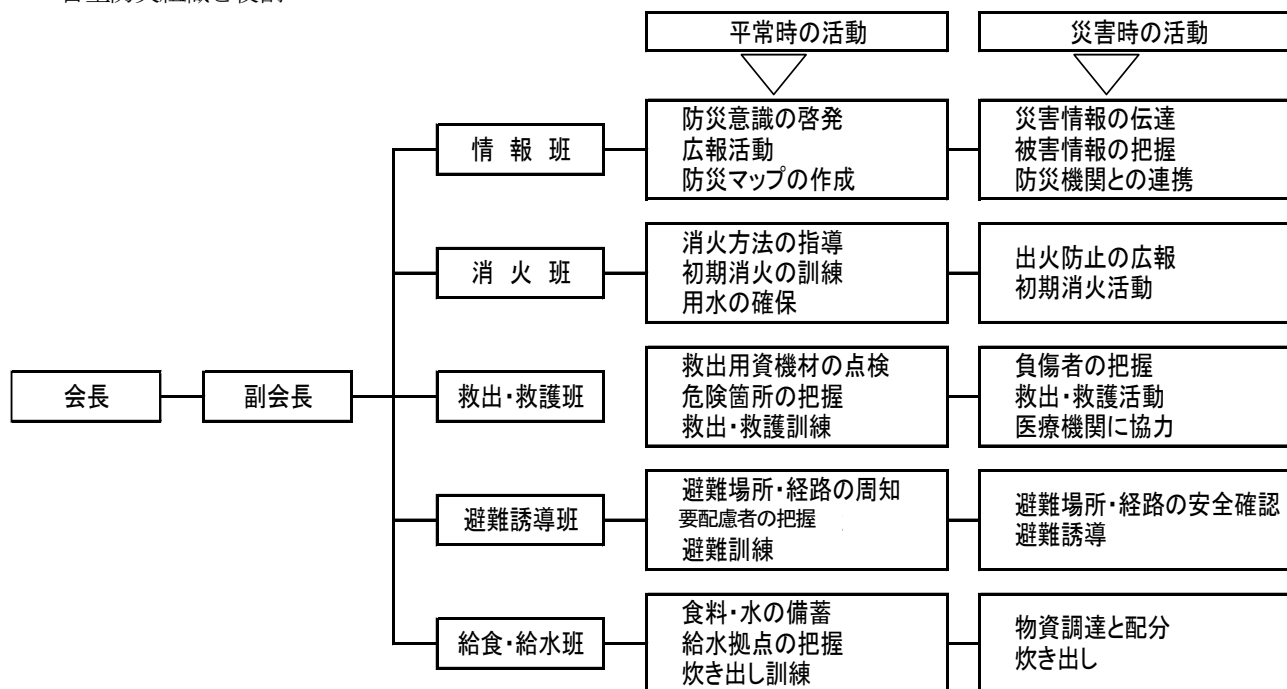 平常時の活動
災害時の活動
情報班
防災意識の啓発
広報活動
防災マップの作成
災害情報の伝達
被害情報の把握
防災機関との連携
消火班
消火方法の指導
初期消火の訓練
用水の確保
出火防止の広報
初期消火活動
会長
副会長
救出・救護班
救出用資機材の点検
危険箇所の把握
救出・救護訓練
負傷者の把握
救出・救護活動
医療機関に協力
避難誘導班
避難場所・経路の周知
要配慮者の把握
避難訓練
避難場所・経路の安全確認
避難誘導
給食・給水班
食料・水の備蓄
給水拠点の把握
炊き出し訓練
物資調達と配分
炊き出し